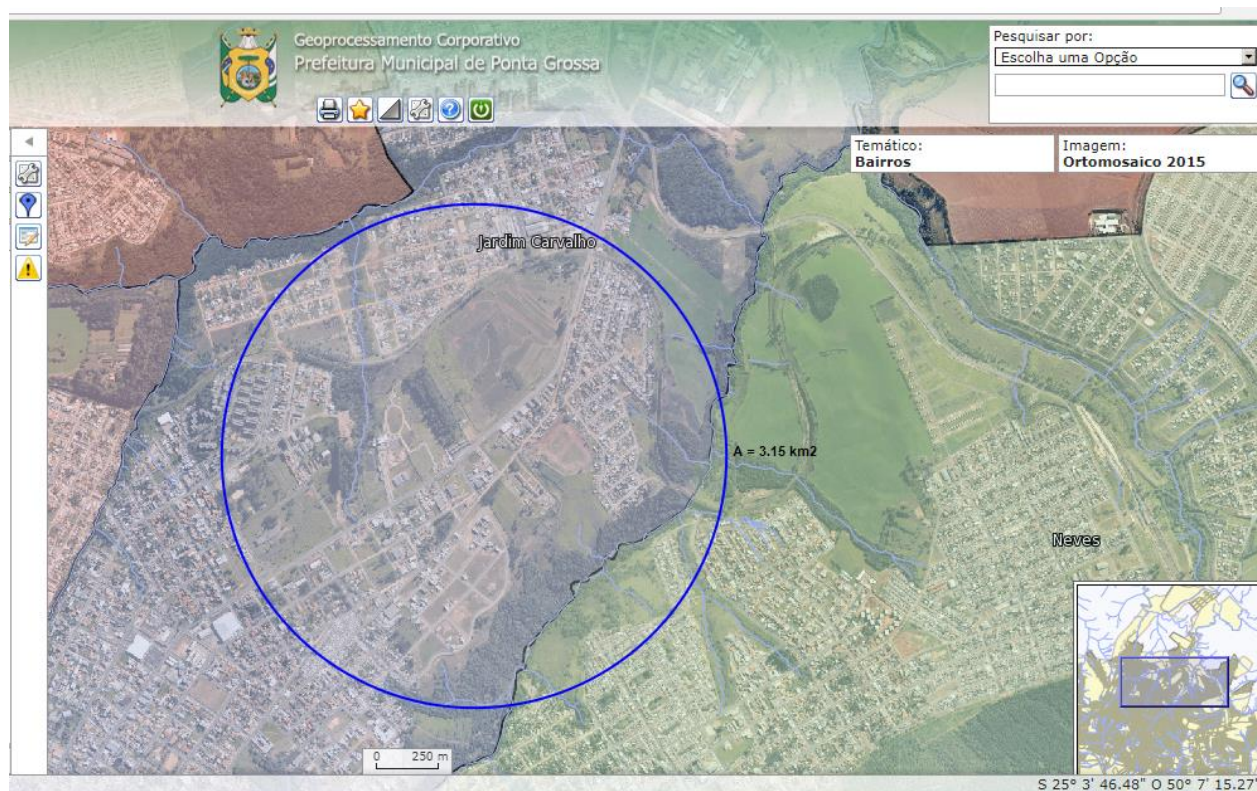 Geoprocessamento Corporativo
Prefeitura Municipal de Ponta Grossa
Pesquisar por:
Escolha uma Opção
Temático:
Bairros
Imagem:
Ortomosaico 2015
Jardim Carvalho
A = 3.15 km2
Neves
0 250 m
S 25° 3' 46.48" O 50° 7' 15.27"